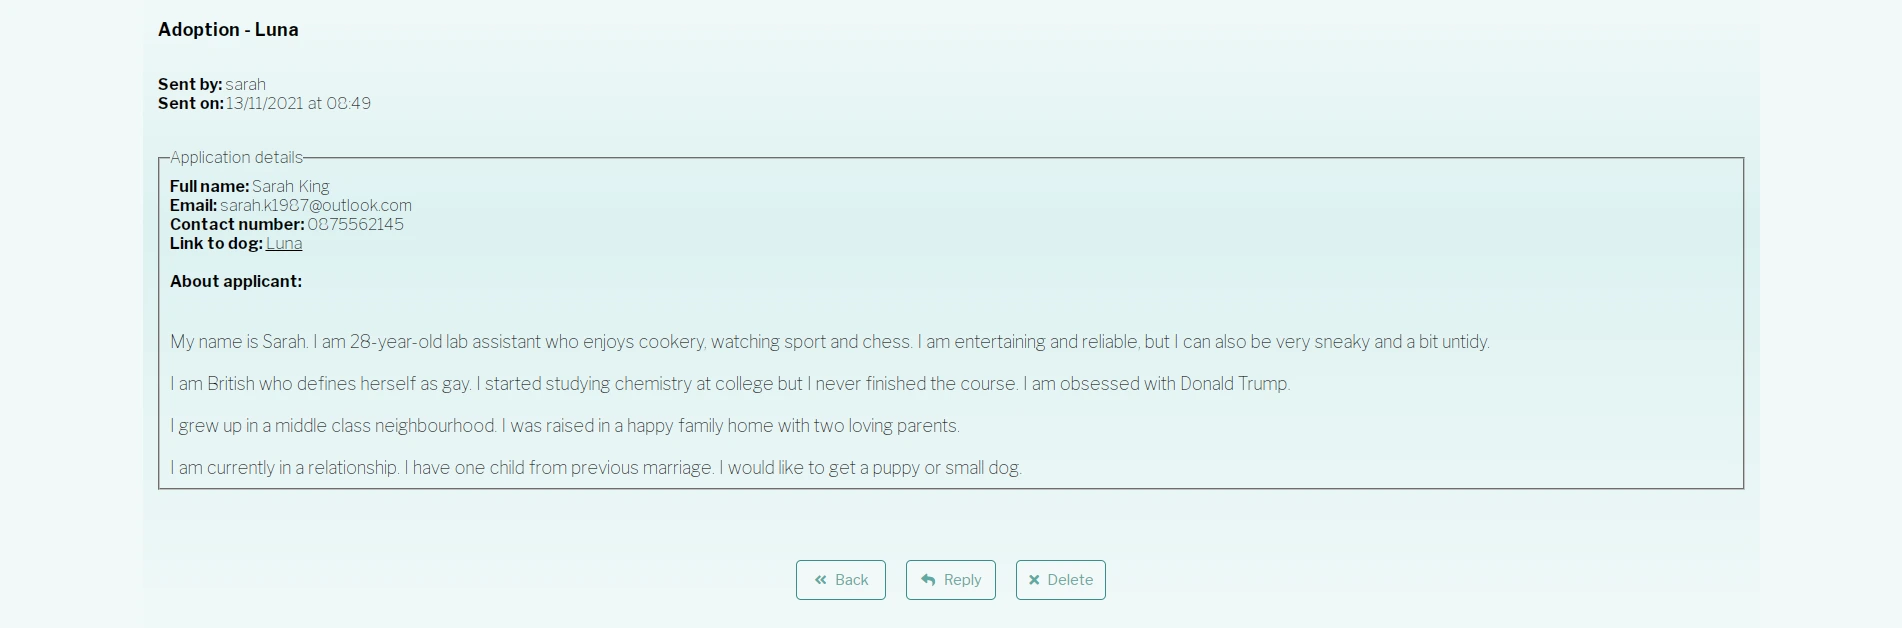 Adoption - Luna
Sent by: sarah
Sent on: 13/11/2021 at 08:49
Application details
Full name: Sarah King
Email: sarah.k1987@outlook.com
Contact number: 0875562145
Link to dog: Luna
About applicant:
My name is Sarah. I am 28-year-old lab assistant who enjoys cookery, watching sport and chess. I am entertaining and reliable, but I can also be very sneaky and a bit untidy.
I am British who defines herself as gay. I started studying chemistry at college but I never finished the course. I am obsessed with Donald Trump.
I grew up in a middle class neighbourhood. I was raised in a happy family home with two loving parents.
I am currently in a relationship. I have one child from previous marriage. I would like to get a puppy or small dog.
Back Reply Delete